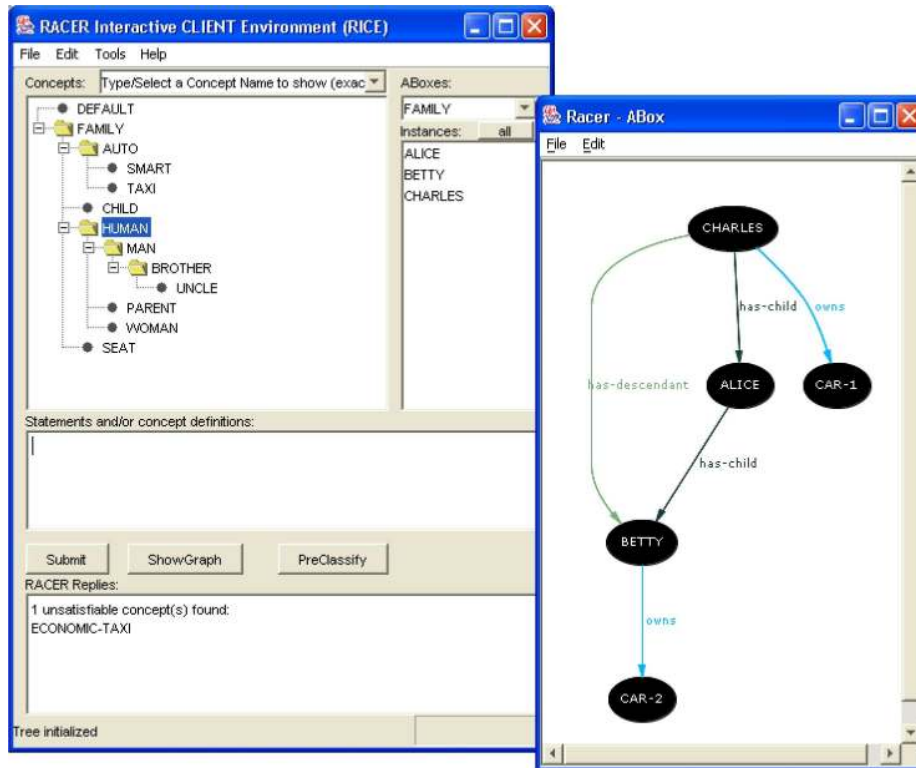 RACER Interactive CLIENT Environment (RICE)
File Edit Tools Help
Concepts: Type/Select a Concept Name to show (exac
DEFAULT
FAMILY
AUTO
SMART
TAXI
CHILD
HUMAN
MAN
BROTHER
UNCLE
PARENT
WOMAN
SEAT
ABoxes:
FAMILY
Instances: all
ALICE
BETTY
CHARLES
Statements and/or concept definitions:
Submit ShowGraph PreClassify
RACER Replies:
1 unsatisfiable concept(s) found:
ECONOMIC-TAXI
Tree initialized
Racer - ABox
File Edit
CHARLES
has-child owns
has-descendant ALICE CAR-1
has-child
BETTY
owns
CAR-2